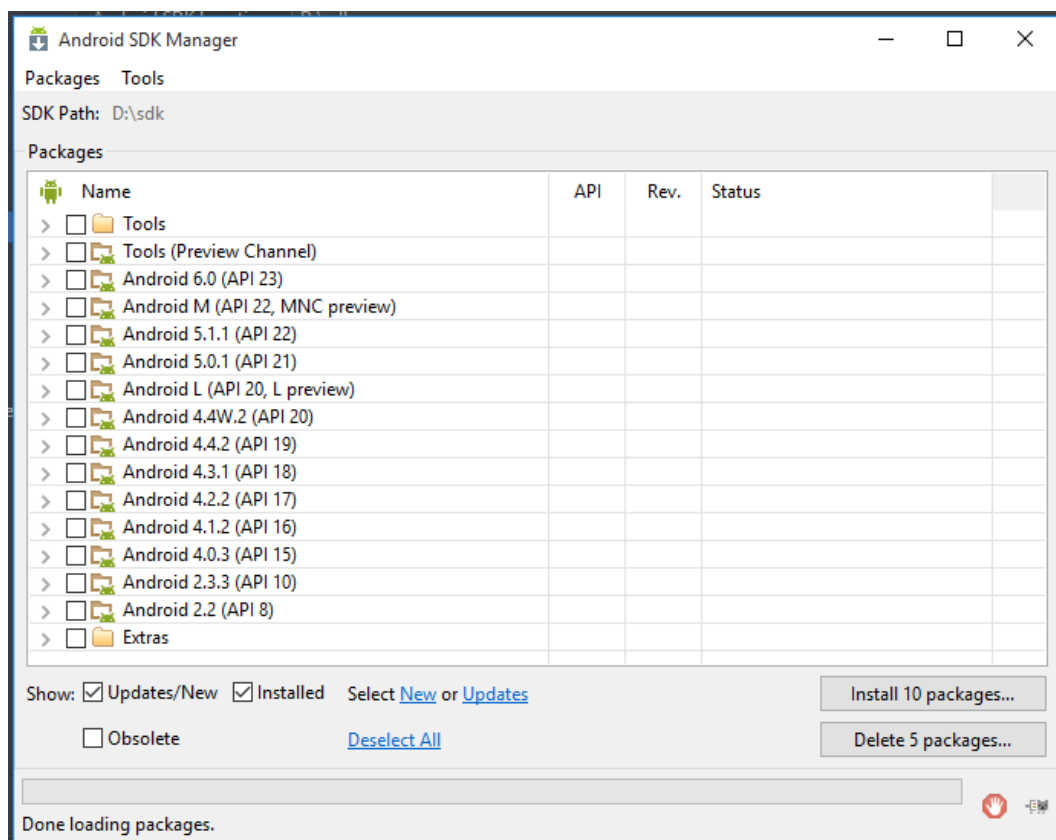 Android SDK Manager
Packages Tools
SDK Path: D:\sdk
Packages
Name API Rev. Status
Tools
Tools (Preview Channel)
Android 6.0 (API 23)
Android M (API 22, MNC preview)
Android 5.1.1 (API 22)
Android 5.0.1 (API 21)
Android L (API 20, L preview)
Android 4.4W.2 (API 20)
Android 4.4.2 (API 19)
Android 4.3.1 (API 18)
Android 4.2.2 (API 17)
Android 4.1.2 (API 16)
Android 4.0.3 (API 15)
Android 2.3.3 (API 10)
Android 2.2 (API 8)
Extras
Show: Updates/New Installed Select New or Updates Install 10 packages...
Obsolete Deselect All Delete 5 packages...
Done loading packages.